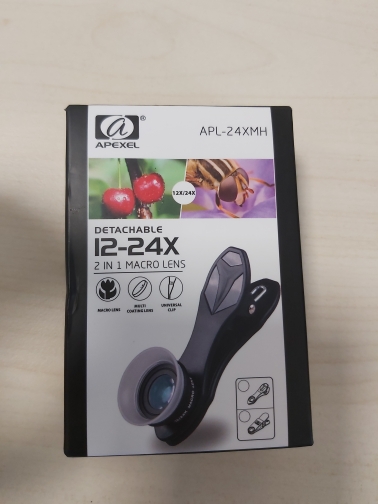 a®
APEXEL
APL-24XMH
12X/24X
DETACHABLE
12-24X
2 IN 1 MACRO LENS
MACRO LENS
MULTI
COATING LENS
UNIVERSAL
CLIP